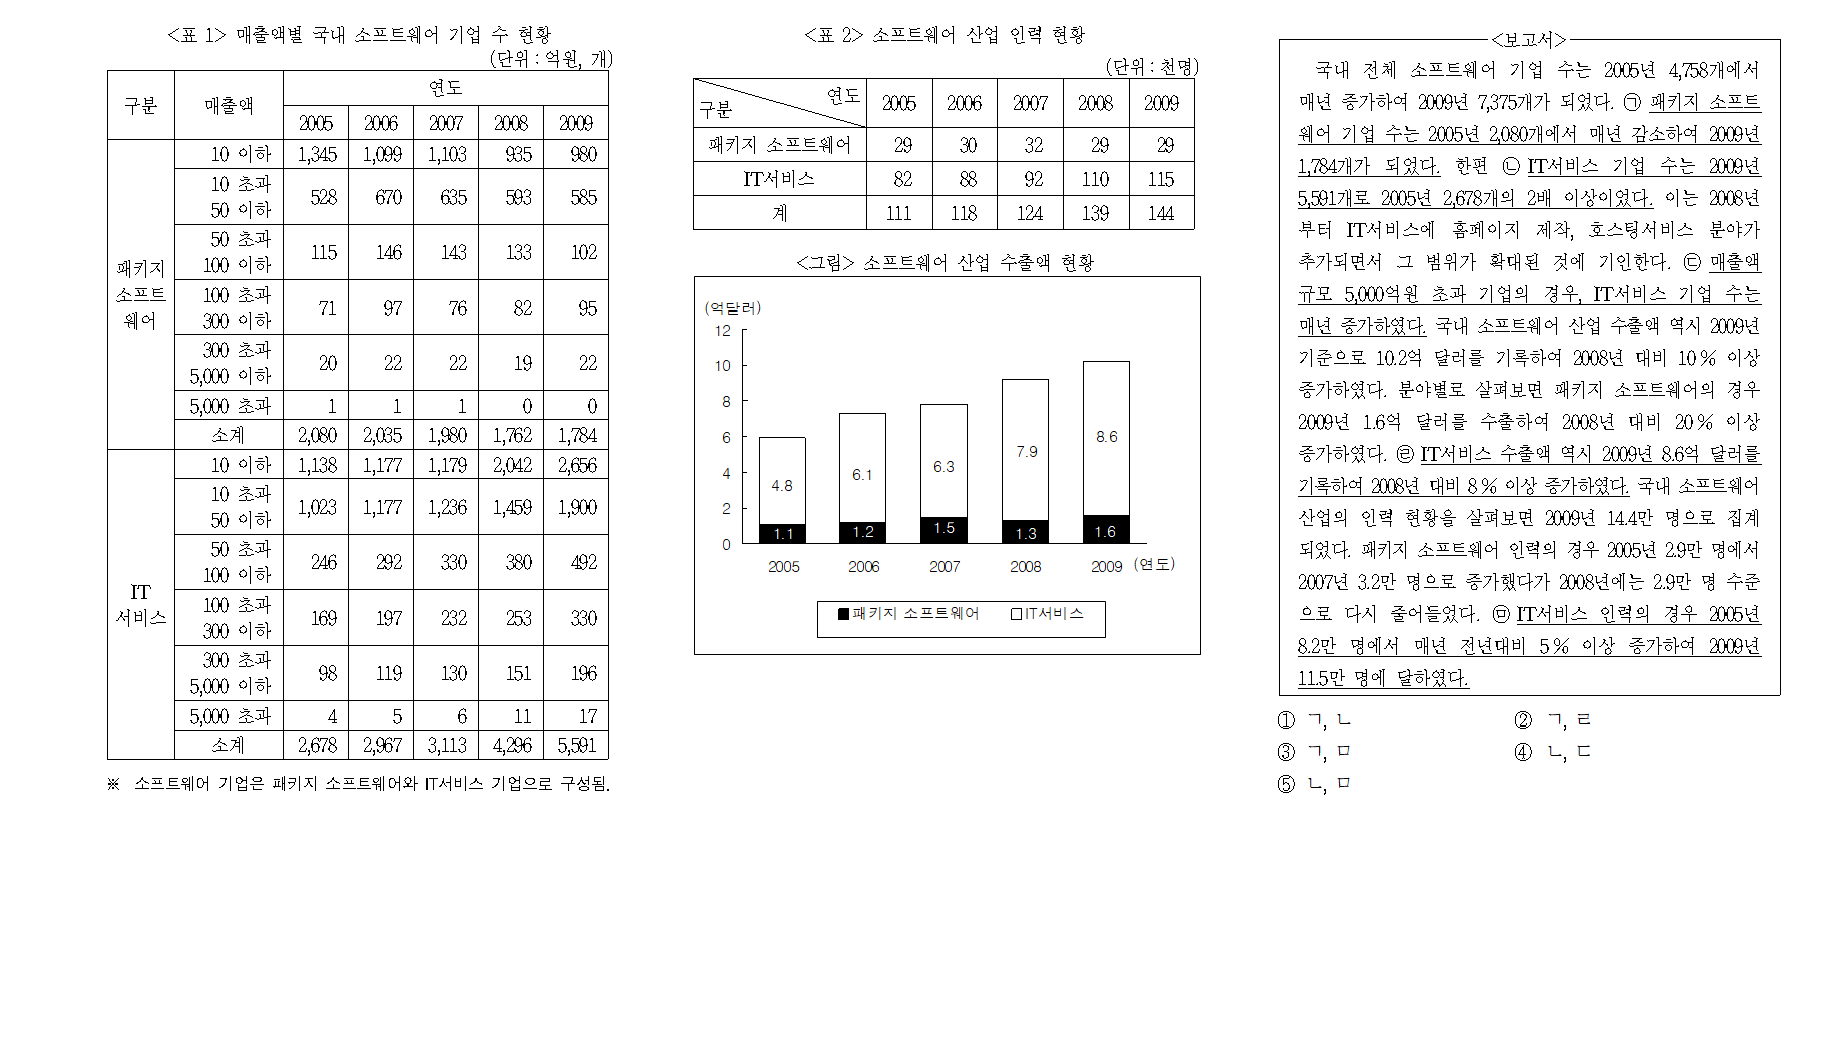 <표 1> 매출액별 국내 소프트웨어 기업 수 현황
(단위 : 억원, 개)
구분 매출액 연도
2005 2006 2007 2008 2009
패키지 소프트웨어
10 이하 1,345 1,099 1,103 935 980
10 초과 50 이하 528 670 635 593 585
50 초과 100 이하 115 146 143 133 102
100 초과 300 이하 71 97 76 82 95
300 초과 5,000 이하 20 22 22 19 22
5,000 초과 1 1 1 0 0
소계 2,080 2,035 1,980 1,762 1,784
IT 서비스
10 이하 1,138 1,177 1,179 2,042 2,656
10 초과 50 이하 1,023 1,177 1,236 1,459 1,900
50 초과 100 이하 246 292 330 380 492
100 초과 300 이하 169 197 232 253 330
300 초과 5,000 이하 98 119 130 151 196
5,000 초과 4 5 6 11 17
소계 2,678 2,967 3,113 4,296 5,591
※ 소프트웨어 기업은 패키지 소프트웨어와 IT서비스 기업으로 구성됨.
<표 2> 소프트웨어 산업 인력 현황
(단위 : 천명)
구분 연도 2005 2006 2007 2008 2009
패키지 소프트웨어 29 30 32 29 29
IT서비스 82 88 92 110 115
계 111 118 124 139 144
<그림> 소프트웨어 산업 수출액 현황
(억달러)
12
10
8
6
4
2
0
4.8 6.1 6.3 7.9 8.6
1.1 1.2 1.5 1.3 1.6
2005 2006 2007 2008 2009 (연도)
■패키지 소프트웨어 □IT서비스
<보고서>
국내 전체 소프트웨어 기업 수는 2005년 4,758개에서
매년 증가하여 2009년 7,375개가 되었다. ㉠ 패키지 소프트
웨어 기업 수는 2005년 2,080개에서 매년 감소하여 2009년
1,784개가 되었다. 한편 ㉡ IT서비스 기업 수는 2009년
5,591개로 2005년 2,678개의 2배 이상이었다. 이는 2008년
부터 IT서비스에 홈페이지 제작, 호스팅서비스 분야가
추가되면서 그 범위가 확대된 것에 기인한다. ㉢ 매출액
규모 5,000억원 초과 기업의 경우, IT서비스 기업 수는
매년 증가하였다. 국내 소프트웨어 산업 수출액 역시 2009년
기준으로 10.2억 달러를 기록하여 2008년 대비 10% 이상
증가하였다. 분야별로 살펴보면 패키지 소프트웨어의 경우
2009년 1.6억 달러를 수출하여 2008년 대비 20% 이상
증가하였다. ㉣ IT서비스 수출액 역시 2009년 8.6억 달러를
기록하여 2008년 대비 8% 이상 증가하였다. 국내 소프트웨어
산업의 인력 현황을 살펴보면 2009년 14.4만 명으로 집계
되었다. 패키지 소프트웨어 인력의 경우 2005년 2.9만 명에서
2007년 3.2만 명으로 증가했다가 2008년에는 2.9만 명 수준
으로 다시 줄어들었다. ㉤ IT서비스 인력의 경우 2005년
8.2만 명에서 매년 전년대비 5% 이상 증가하여 2009년
11.5만 명에 달하였다.
① ㄱ, ㄴ ② ㄱ, ㄹ
③ ㄱ, ㅁ ④ ㄴ, ㄷ
⑤ ㄴ, ㅁ